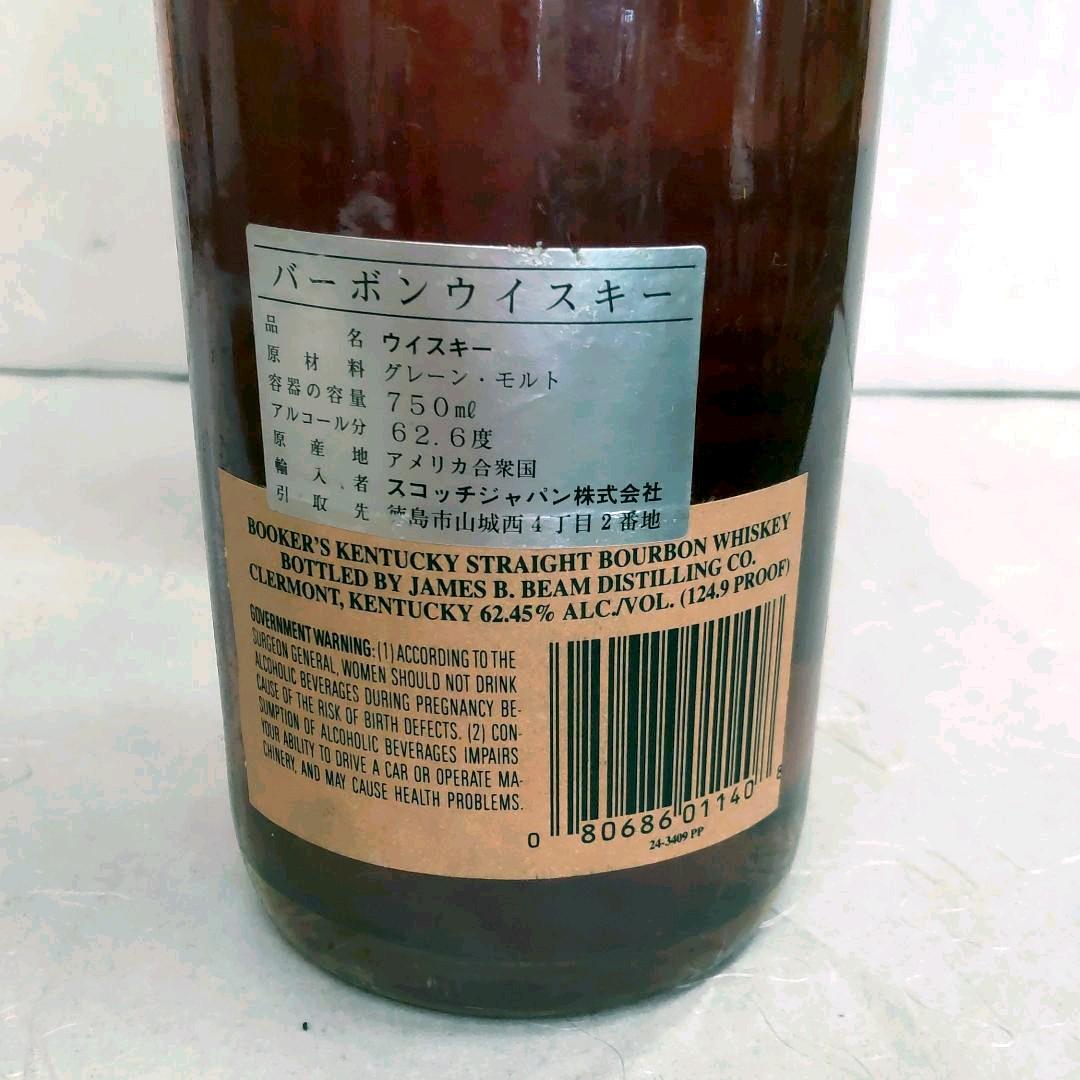 バーボンウイスキー
品名 ウイスキー
原材料 グレーン・モルト
容器の容量 750㎖
アルコール分 62.6度
原産地 アメリカ合衆国
輸入者 スコッチジャパン株式会社
引取先 徳島市山城西4丁目2番地
BOOKER'S KENTUCKY STRAIGHT BOURBON WHISKEY
BOTTLED BY JAMES B. BEAM DISTILLING CO.
CLERMONT, KENTUCKY 62.45% ALC./VOL. (124.9 PROOF)
GOVERNMENT WARNING: (1) ACCORDING TO THE
SURGEON GENERAL, WOMEN SHOULD NOT DRINK
ALCOHOLIC BEVERAGES DURING PREGNANCY BE-
CAUSE OF THE RISK OF BIRTH DEFECTS. (2) CON-
SUMPTION OF ALCOHOLIC BEVERAGES IMPAIRS
YOUR ABILITY TO DRIVE A CAR OR OPERATE MA-
CHINERY, AND MAY CAUSE HEALTH PROBLEMS.
0 80686 01140 8
24-3409 PP